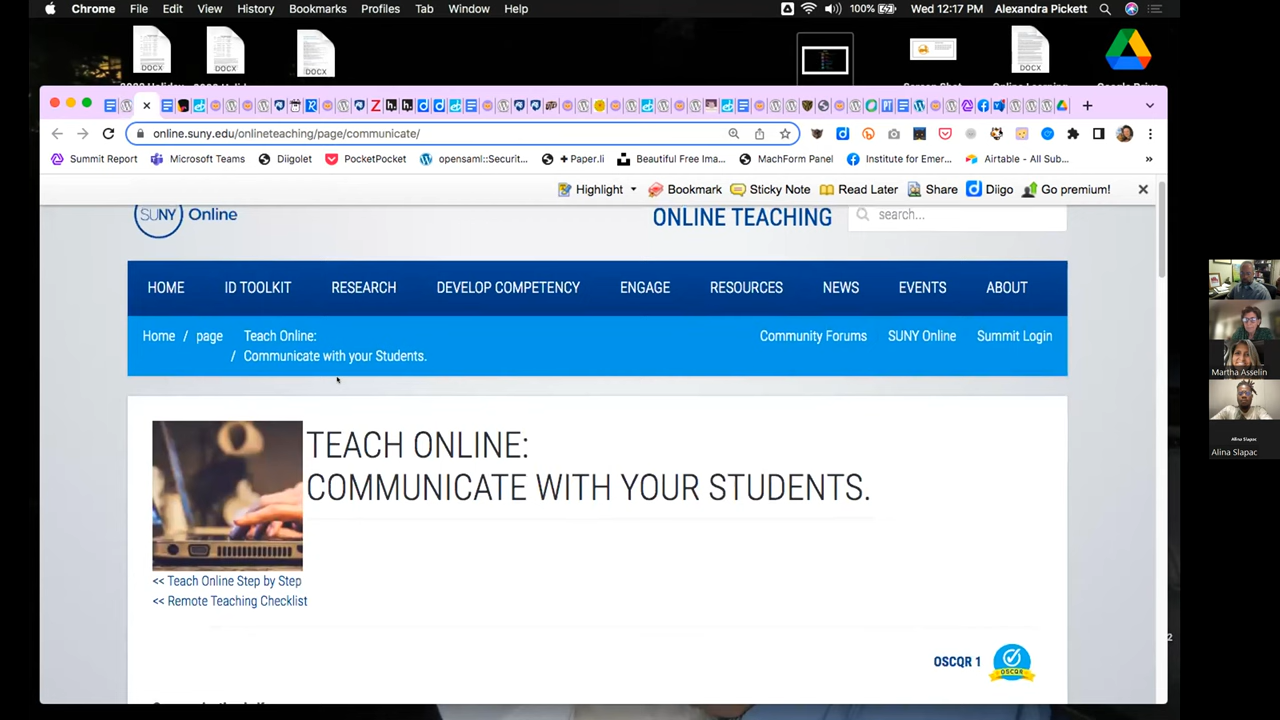 Chrome File Edit View History Bookmarks Profiles Tab Window Help 100% Wed 12:17 PM Alexandra Pickett
DOCX DOCX DOCX DOCX
online.suny.edu/onlineteaching/page/communicate/
Summit Report Microsoft Teams Diigolet PocketPocket opensaml::Securit... + Paper.li Beautiful Free Ima... MachForm Panel Institute for Emer... Airtable - All Sub... »
Highlight Bookmark Sticky Note Read Later Share Diigo Go premium!
SUNY Online
ONLINE TEACHING
search...
HOME ID TOOLKIT RESEARCH DEVELOP COMPETENCY ENGAGE RESOURCES NEWS EVENTS ABOUT
Home / page / Teach Online:
Communicate with your Students.
Community Forums SUNY Online Summit Login
TEACH ONLINE:
COMMUNICATE WITH YOUR STUDENTS.
<< Teach Online Step by Step
<< Remote Teaching Checklist
OSCQR 1
OSCQR
Martha Asselin
Alina Slapac
Alina Slapac